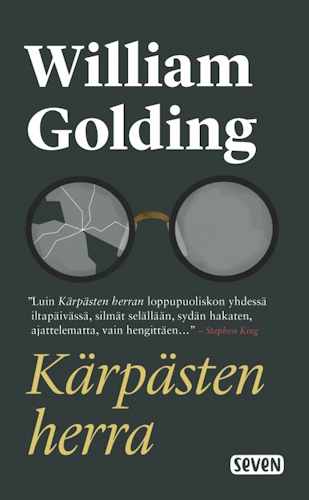 William
Golding
”Luin Kärpästen herran loppupuoliskon yhdessä
iltapäivässä, silmät selällään, sydän hakaten,
ajattelematta, vain hengittäen…” – Stephen King
Kärpästen
herra
SEVEN